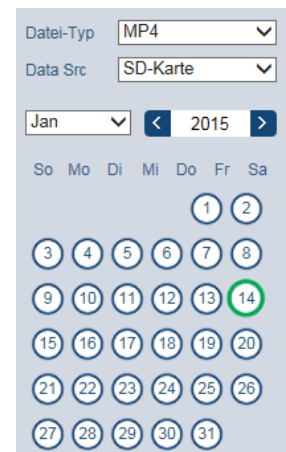 Datei-Typ MP4
Data Src SD-Karte
Jan 2015
So Mo Di Mi Do Fr Sa
1 2
3 4 5 6 7 8
9 10 11 12 13 14
15 16 17 18 19 20
21 22 23 24 25 26
27 28 29 30 31